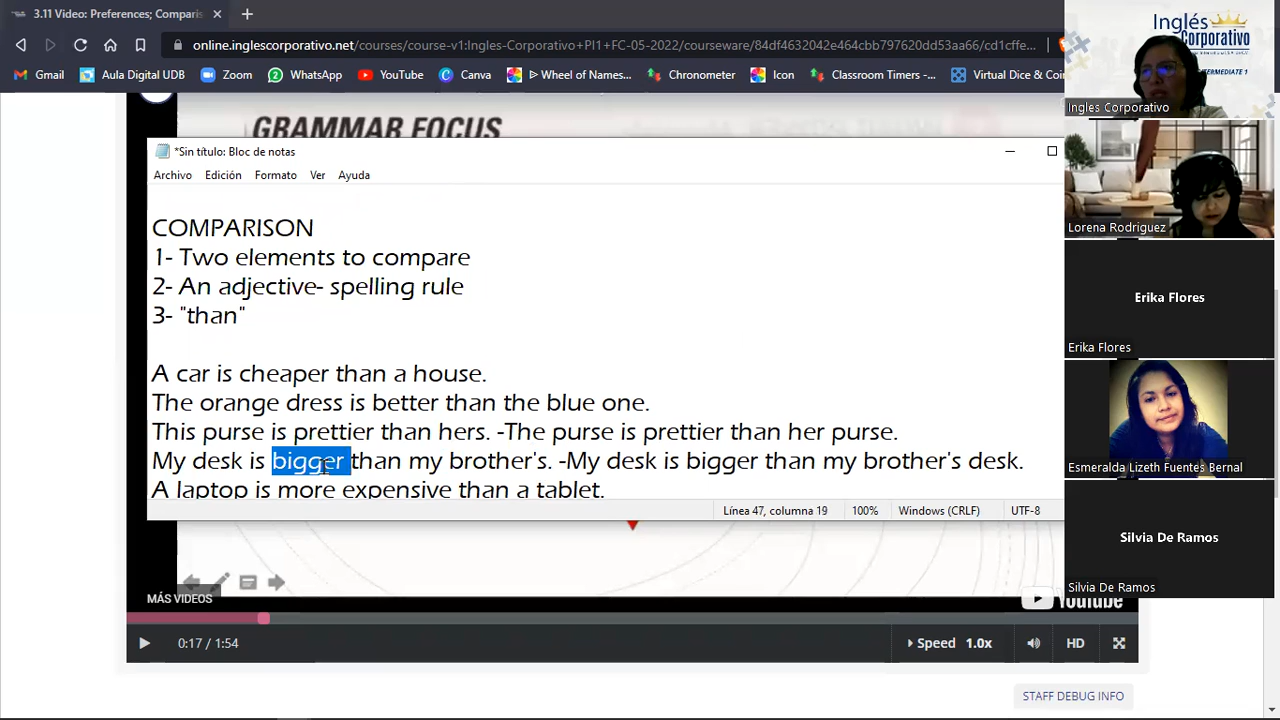 3.11 Video: Preferences; Comparis
online.inglescorporativo.net/courses/course-v1:Ingles-Corporativo+PI1+FC-05-2022/courseware/84df4632042e464cbb797620dd53aa66/cd1cffe...
Gmail Aula Digital UDB Zoom WhatsApp YouTube Canva ᐅ Wheel of Names... Chronometer Icon Classroom Timers -... Virtual Dice & Coin
Inglés
Corporativo
INTERMEDIATE 1
Ingles Corporativo
GRAMMAR FOCUS
*Sin título: Bloc de notas
Archivo Edición Formato Ver Ayuda
COMPARISON
1- Two elements to compare
2- An adjective- spelling rule
3- "than"
A car is cheaper than a house.
The orange dress is better than the blue one.
This purse is prettier than hers. -The purse is prettier than her purse.
My desk is bigger than my brother's. -My desk is bigger than my brother's desk.
A laptop is more expensive than a tablet.
Línea 47, columna 19 100% Windows (CRLF) UTF-8
Lorena Rodriguez
Erika Flores
Erika Flores
Esmeralda Lizeth Fuentes Bernal
Silvia De Ramos
Silvia De Ramos
MÁS VIDEOS
YouTube
0:17 / 1:54
Speed 1.0x HD
STAFF DEBUG INFO